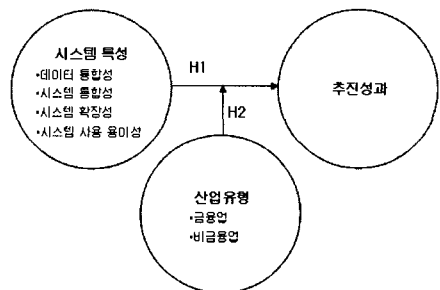 시스템 특성
•데이터 통합성
•시스템 통합성
•시스템 확장성
•시스템 사용 용이성
H1
추진성과
H2
산업유형
•금융업
•비금융업